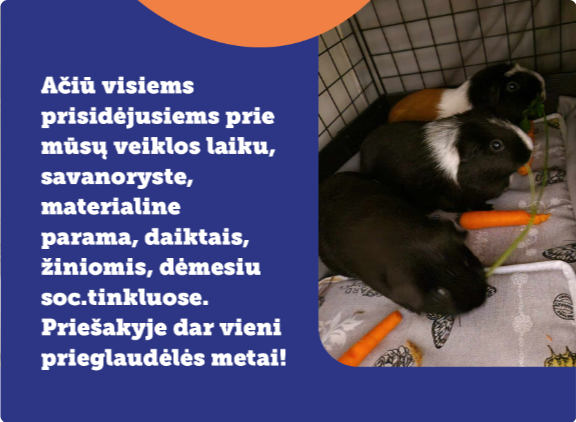 Ačiū visiems
prisidėjusiems prie
mūsų veiklos laiku,
savanoryste,
materialine
parama, daiktais,
žiniomis, dėmesiu
soc.tinkluose.
Priešakyje dar vieni
prieglaudėlės metai!